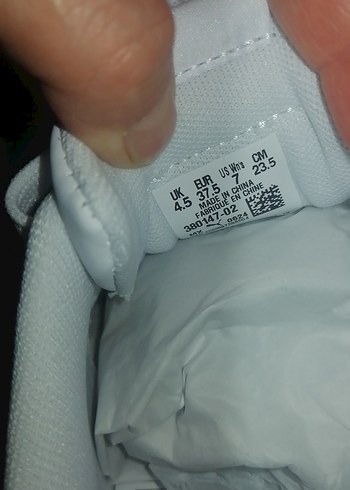 UK EUR US Wn's CM
4.5 37.5 7 23.5
MADE IN CHINA
FABRIQUÉ EN CHINE
380147-02
0624